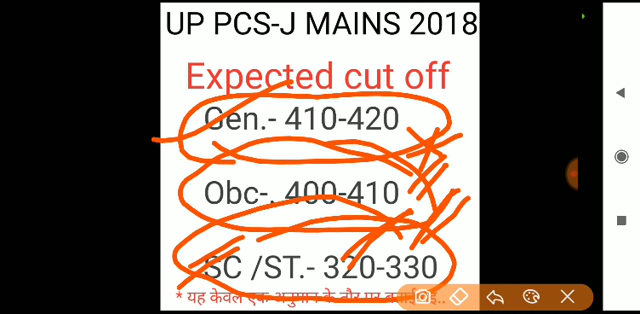 UP PCS-J MAINS 2018
Expected cut off
Gen.- 410-420
Obc-. 400-410
SC /ST.- 320-330
* यह केवल एक अनुमान के तौर पर